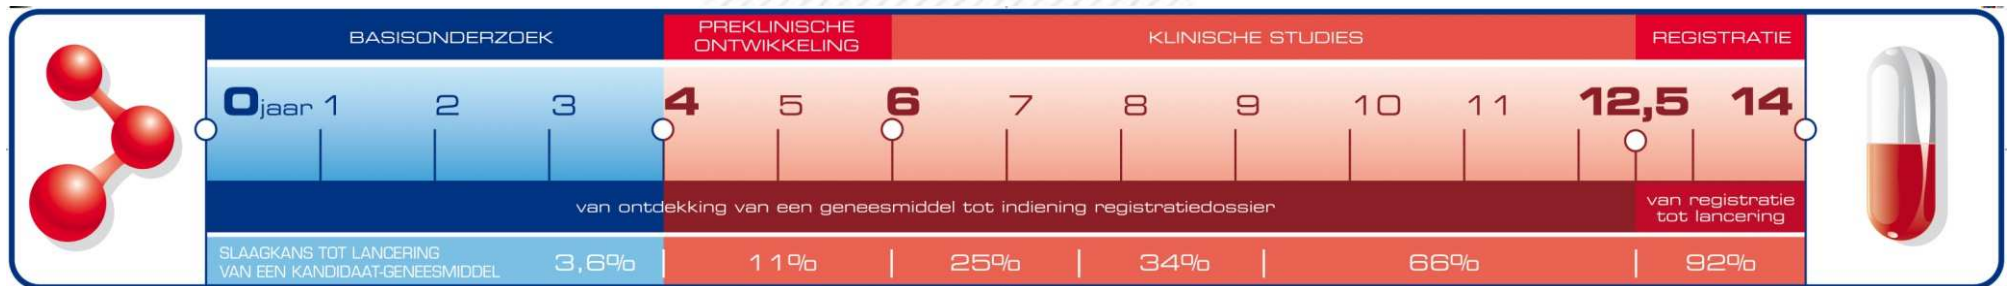 BASISONDERZOEK
PREKLINISCHE
ONTWIKKELING
KLINISCHE STUDIES
REGISTRATIE
0 jaar 1 2 3 4 5 6 7 8 9 10 11 12,5 14
van ontdekking van een geneesmiddel tot indiening registratiedossier
van registratie
tot lancering
SLAAGKANS TOT LANCERING
VAN EEN KANDIDAAT-GENEESMIDDEL
3,6% 11% 25% 34% 66% 92%